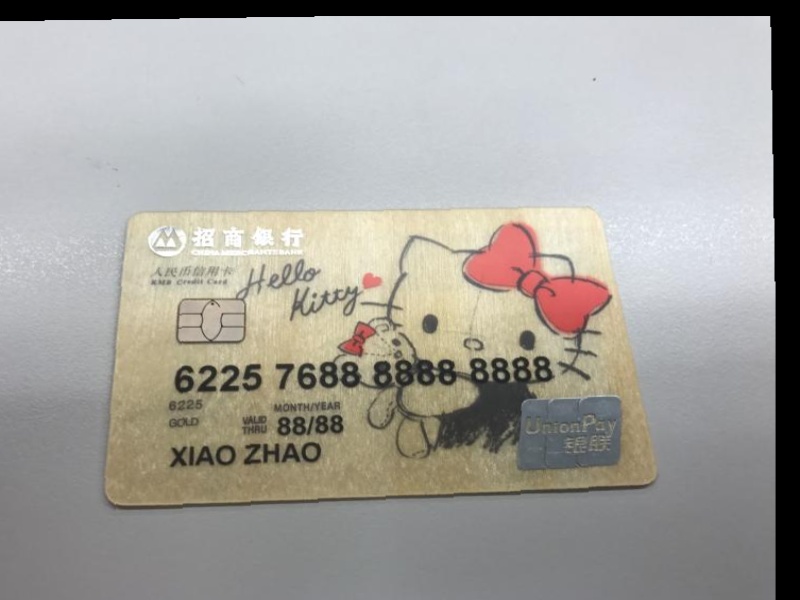 招商銀行
CHINA MERCHANTS BANK
人民币信用卡
RMB Credit Card
Hello
Kitty
6225 7688 8888 8888
6225
MONTH/YEAR
GOLD
VALID
THRU
88/88
XIAO ZHAO
UnionPay
银联